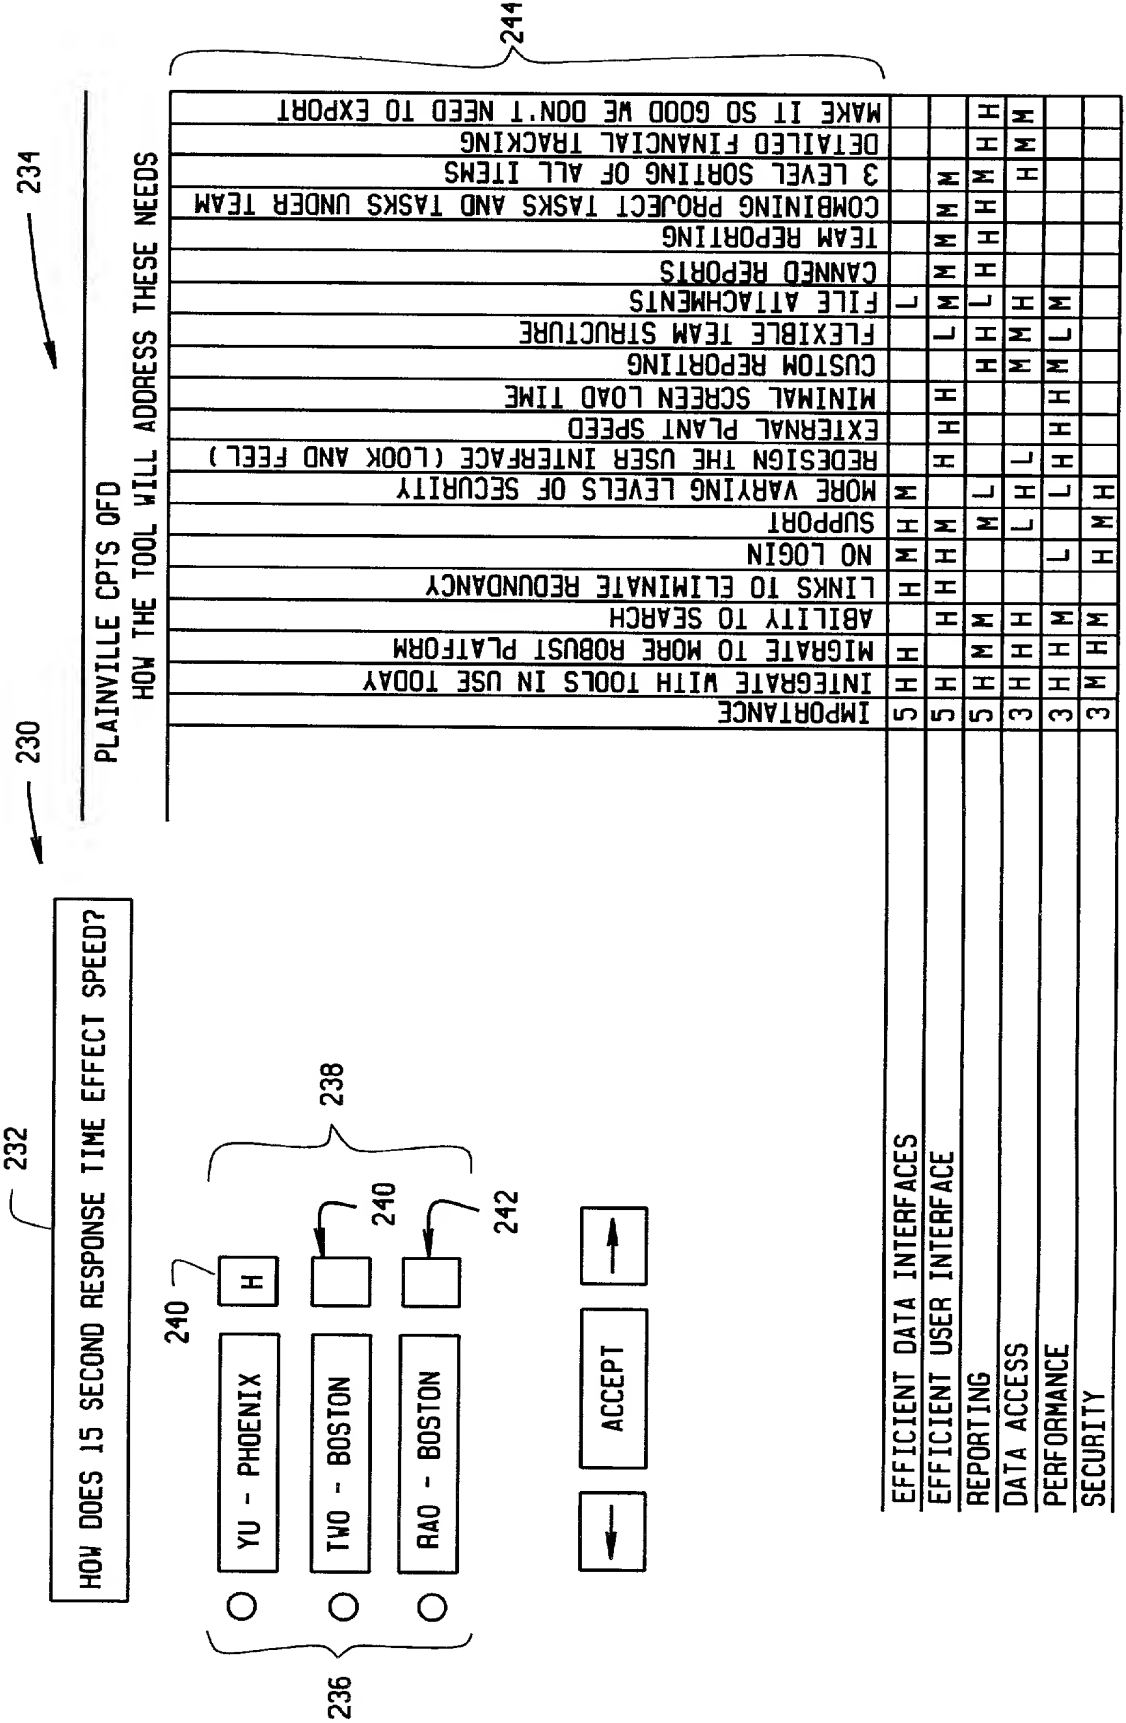 230
234
232
HOW DOES 15 SECOND RESPONSE TIME EFFECT SPEED?
PLAINVILLE CPTS QFD
HOW THE TOOL WILL ADDRESS THESE NEEDS
236
YU - PHOENIX
H
240
TWO - BOSTON
240
RAO - BOSTON
242
238
ACCEPT
244
IMPORTANCE
INTEGRATE WITH TOOLS IN USE TODAY
MIGRATE TO MORE ROBUST PLATFORM
ABILITY TO SEARCH
LINKS TO ELIMINATE REDUNDANCY
NO LOGIN
SUPPORT
MORE VARYING LEVELS OF SECURITY
REDESIGN THE USER INTERFACE (LOOK AND FEEL)
EXTERNAL PLANT SPEED
MINIMAL SCREEN LOAD TIME
CUSTOM REPORTING
FLEXIBLE TEAM STRUCTURE
FILE ATTACHMENTS
CANNED REPORTS
TEAM REPORTING
COMBINING PROJECT TASKS AND TASKS UNDER TEAM
3 LEVEL SORTING OF ALL ITEMS
DETAILED FINANCIAL TRACKING
MAKE IT SO GOOD WE DON'T NEED TO EXPORT
EFFICIENT DATA INTERFACES 5 H H H M H M L
EFFICIENT USER INTERFACE 5 H H H H M H H H L M M M M M
REPORTING 5 H M M M L H H L H H H M H H
DATA ACCESS 3 H H H L H L M M H H M M
PERFORMANCE 3 H H M L L H H H M L M
SECURITY 3 M H M H M H